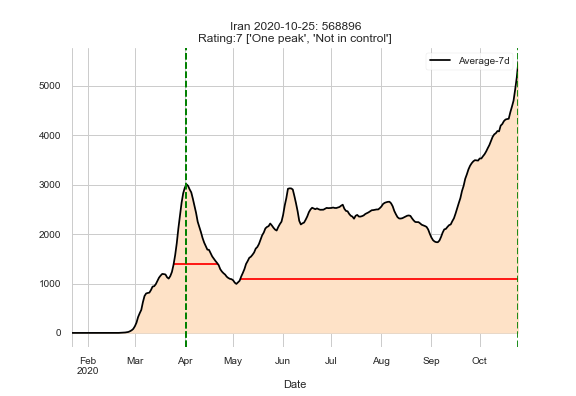 Iran 2020-10-25: 568896
Rating:7 ['One peak', 'Not in control']
Average-7d
5000
4000
3000
2000
1000
0
Feb Mar Apr May Jun Jul Aug Sep Oct
2020
Date